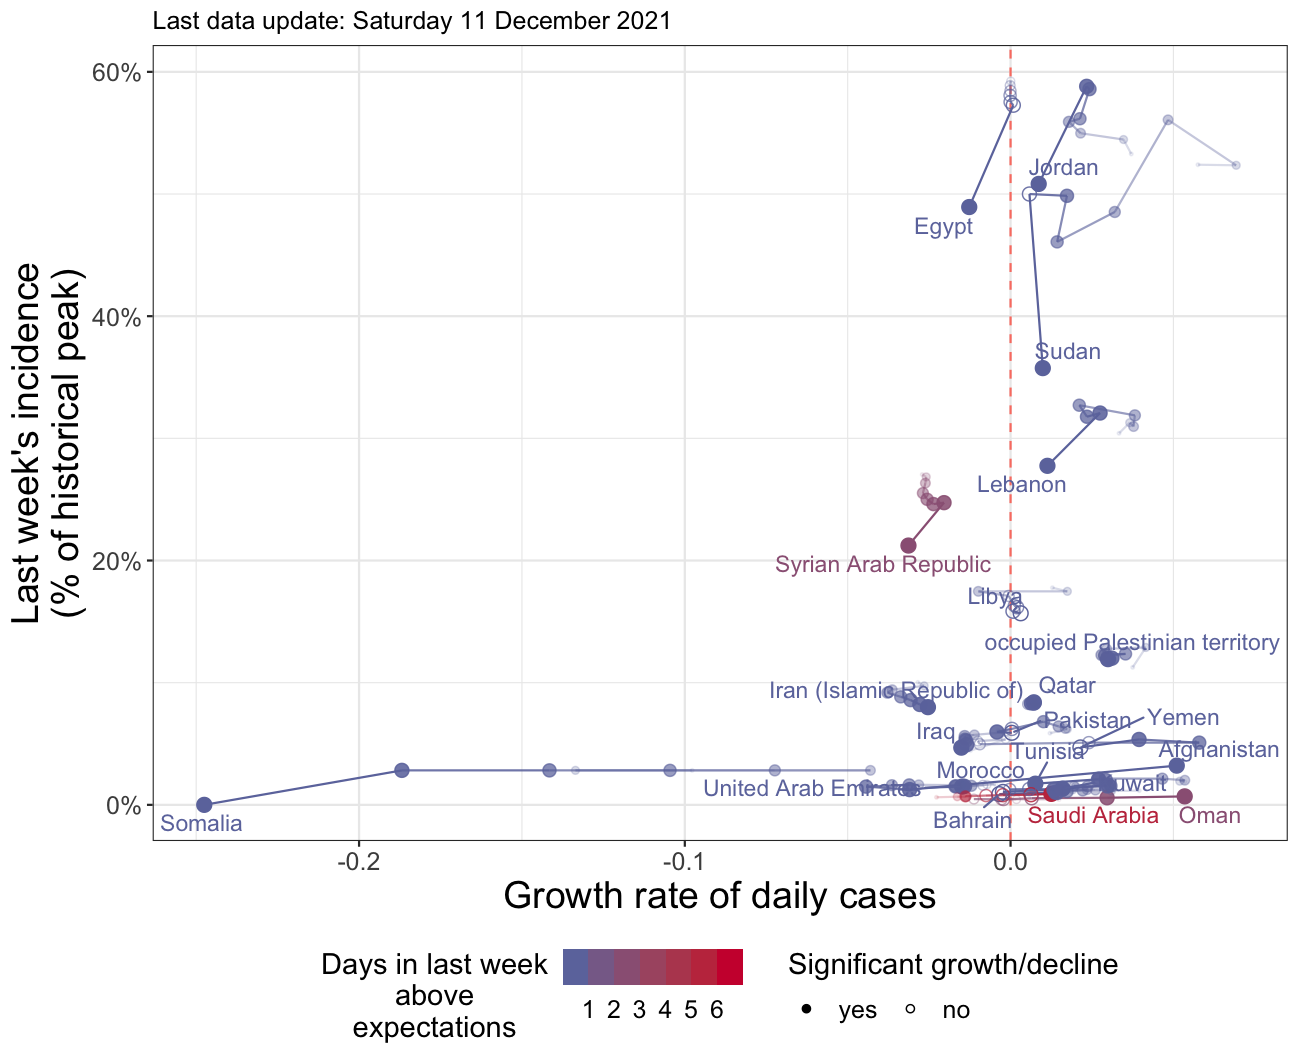 Last data update: Saturday 11 December 2021
60%
40%
20%
0%
Last week's incidence
(% of historical peak)
Jordan
Egypt
Sudan
Lebanon
Syrian Arab Republic
Libya
occupied Palestinian territory
Iran (Islamic Republic of)
Qatar
Iraq
Pakistan
Yemen
Tunisia
Afghanistan
Morocco
United Arab Emirates
Kuwait
Somalia
Bahrain
Saudi Arabia
Oman
-0.2
-0.1
0.0
Growth rate of daily cases
Days in last week
above
expectations
1 2 3 4 5 6
Significant growth/decline
yes
no